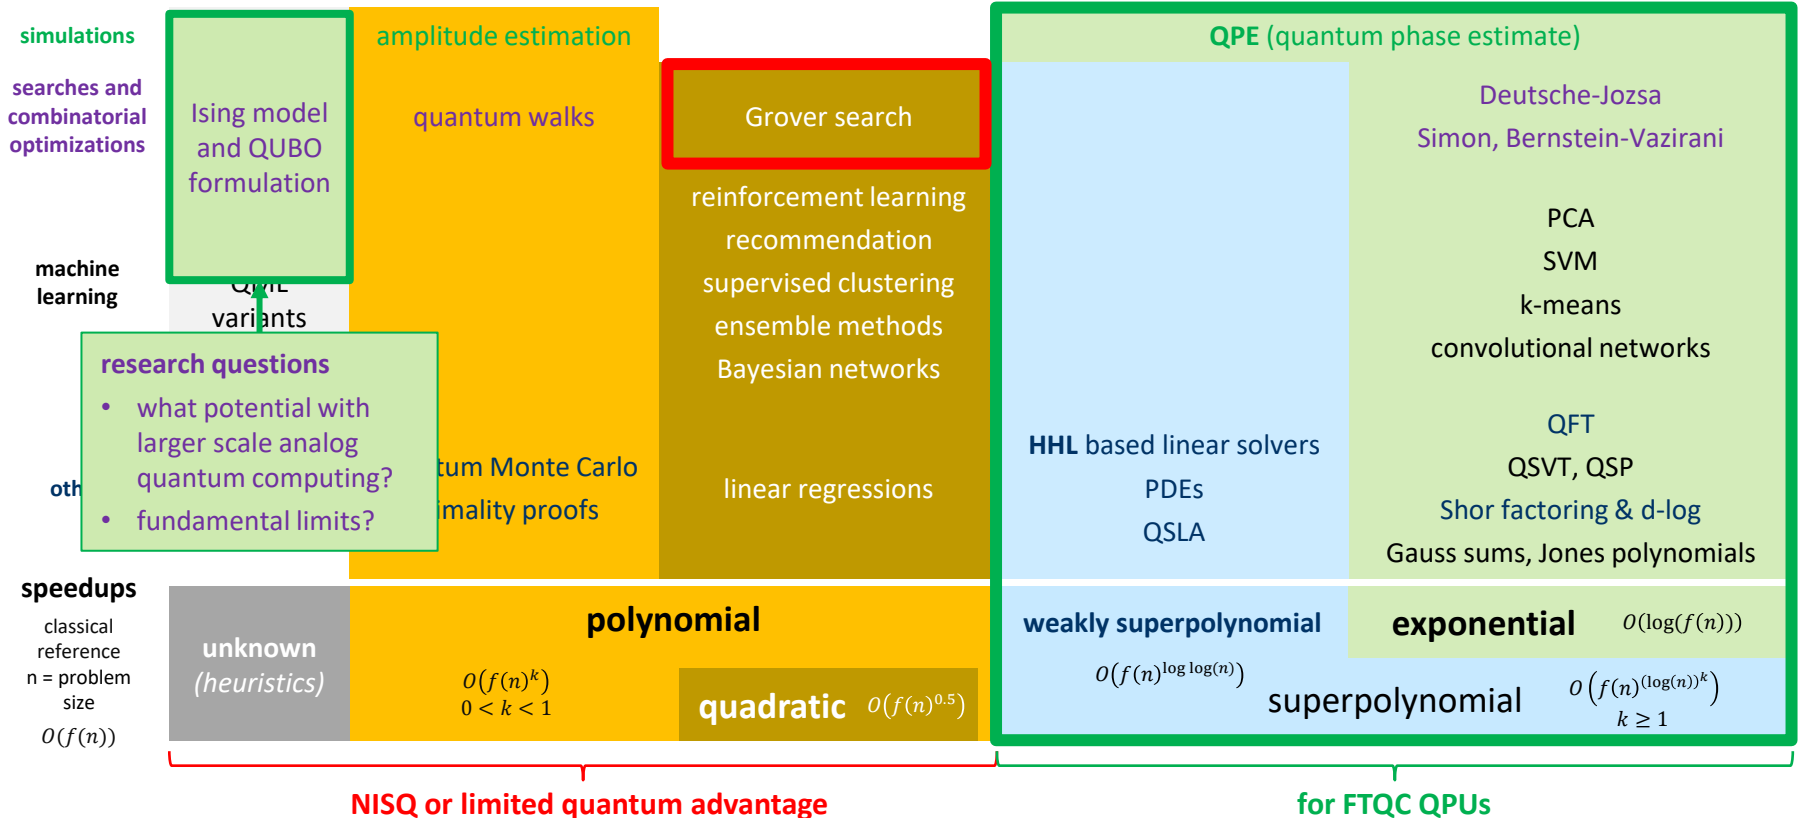 simulations
amplitude estimation
QPE (quantum phase estimate)
searches and
combinatorial
optimizations
Ising model
and QUBO
formulation
quantum walks
Grover search
Deutsche-Jozsa
Simon, Bernstein-Vazirani
machine
learning
variants
reinforcement learning
recommendation
supervised clustering
ensemble methods
Bayesian networks
PCA
SVM
k-means
convolutional networks
research questions
• what potential with
larger scale analog
quantum computing?
• fundamental limits?
oth
tum Monte Carlo
imality proofs
linear regressions
HHL based linear solvers
PDEs
QSLA
QFT
QSVT, QSP
Shor factoring & d-log
Gauss sums, Jones polynomials
speedups
classical
reference
n = problem
size
O(f(n))
unknown
(heuristics)
polynomial
O(f(n)^k)
0 < k < 1
quadratic O(f(n)^0.5)
weakly superpolynomial
O(f(n)^log log(n))
exponential O(log(f(n)))
superpolynomial
O(f(n)^(log(n))^k)
k ≥ 1
NISQ or limited quantum advantage
for FTQC QPUs